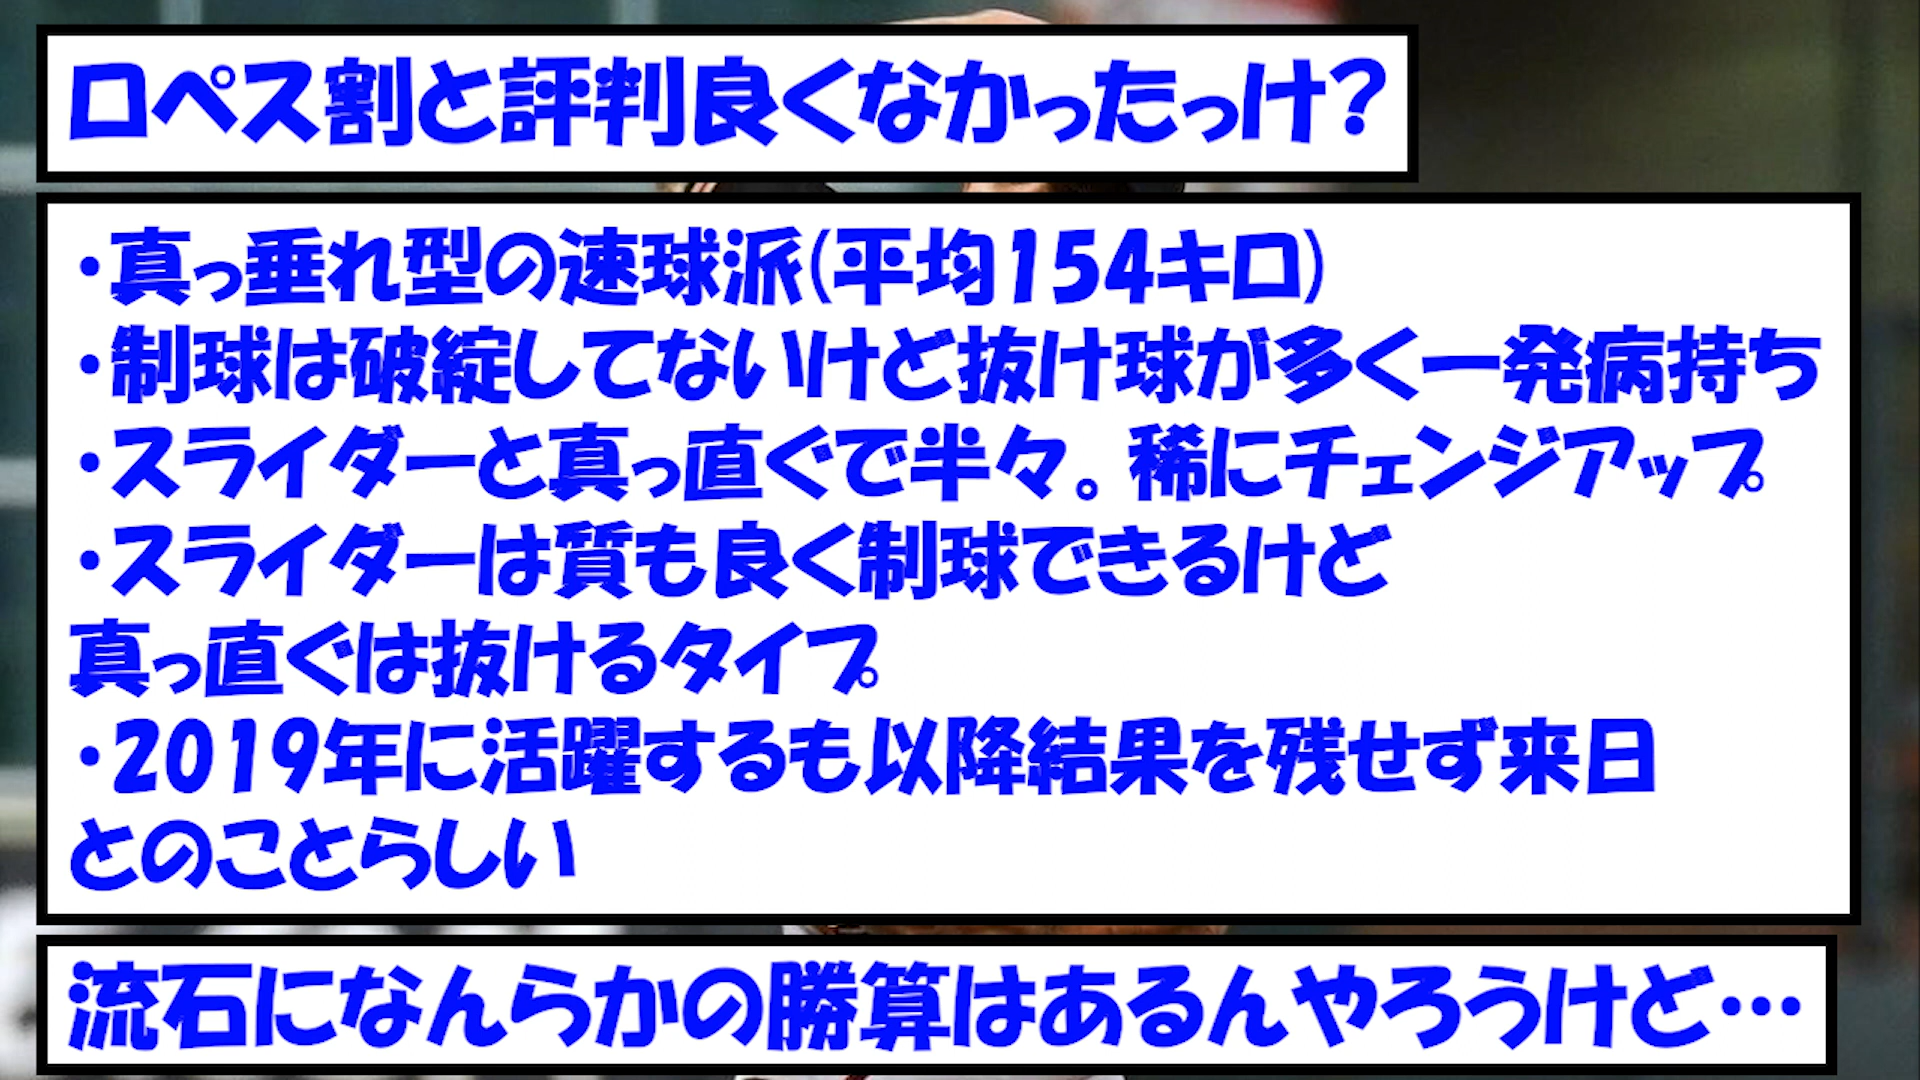 ロペス割と評判良くなかったっけ？
・真っ垂れ型の速球派(平均154キロ)
・制球は破綻してないけど抜け球が多く一発病持ち
・スライダーと真っ直ぐで半々。稀にチェンジアップ
・スライダーは質も良く制球できるけど
真っ直ぐは抜けるタイプ
・2019年に活躍するも以降結果を残せず来日
とのことらしい
流石になんらかの勝算はあるんやろうけど…